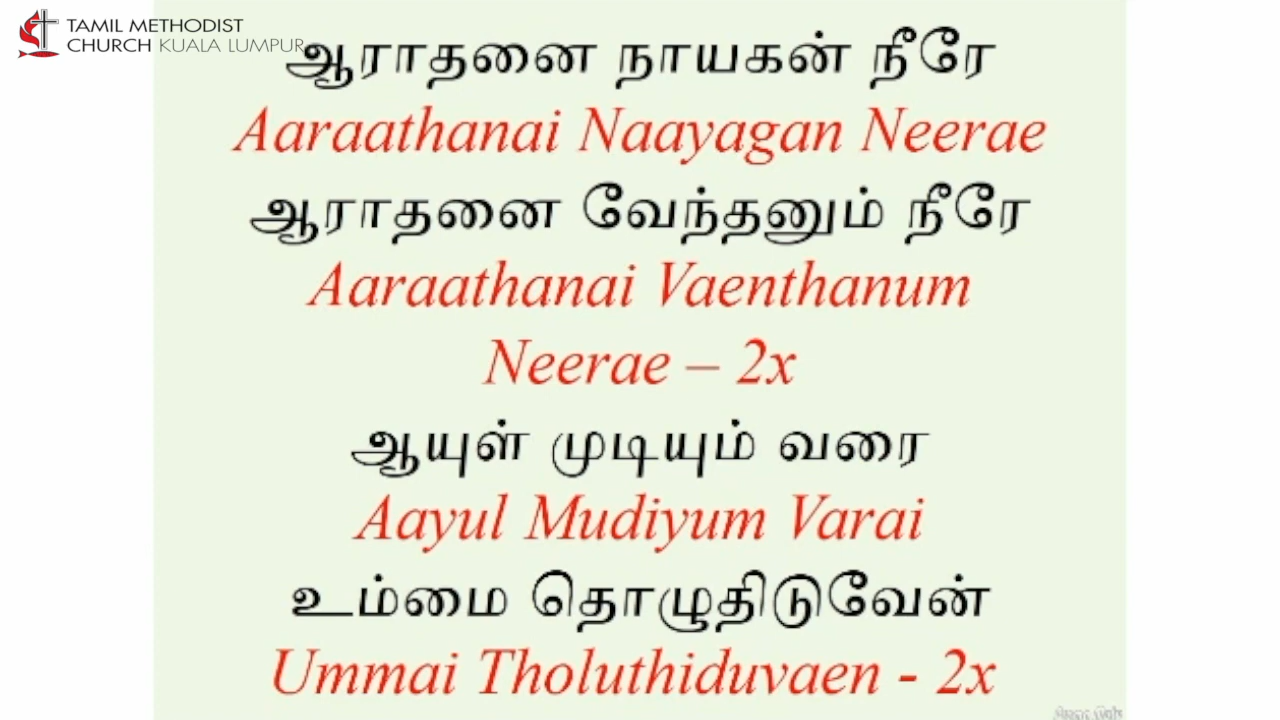 TAMIL METHODIST
CHURCH KUALA LUMPUR
ஆராதனை நாயகன் நீரே
Aaraathanai Naayagan Neerae
ஆராதனை வேந்தனும் நீரே
Aaraathanai Vaenthanum
Neerae – 2x
ஆயுள் முடியும் வரை
Aayul Mudiyum Varai
உம்மை தொழுதிடுவேன்
Ummai Tholuthiduvaen - 2x